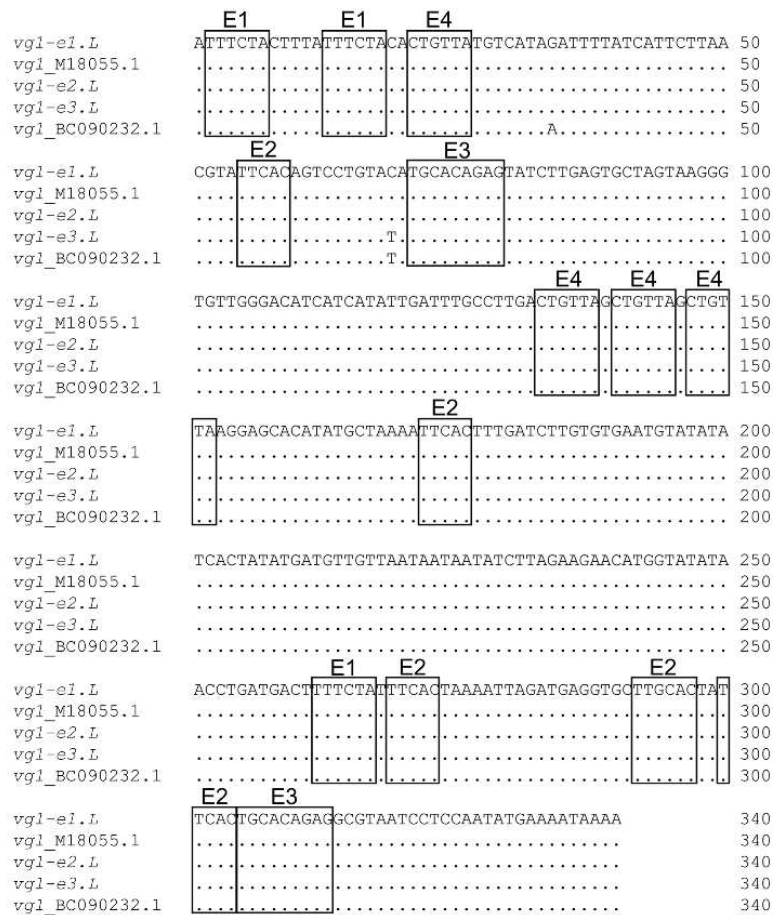 E1 E1 E4
vg1-e1.L ATTTCTACTTTATTTCTACACTGTTATGTCATAGATTTTATCATTCTTAA 50
vg1_M18055.1 .................................................. 50
vg1-e2.L .................................................. 50
vg1-e3.L .................................................. 50
vg1_BC090232.1 .................................A................ 50
E2 E3
vg1-e1.L CGTATTCACAGTCCTGTACATGCACAGAGTATCTTGAGTGCTAGTAAGGG 100
vg1_M18055.1 .................................................. 100
vg1-e2.L .................................................. 100
vg1-e3.L ..................T............................... 100
vg1_BC090232.1 ..................T............................... 100
E4 E4 E4
vg1-e1.L TGTTGGGACATCATCATATTGATTTGCCTTGACTGTTAGCTGTTAGCTGT 150
vg1_M18055.1 .................................................. 150
vg1-e2.L .................................................. 150
vg1-e3.L .................................................. 150
vg1_BC090232.1 .................................................. 150
E2
vg1-e1.L TAAGGAGCACATATGCTAAAATTCACTTTGATCTTGTGTGAATGTATATA 200
vg1_M18055.1 .................................................. 200
vg1-e2.L .................................................. 200
vg1-e3.L .................................................. 200
vg1_BC090232.1 .................................................. 200
vg1-e1.L TCACTATATGATGTTGTTAATAATAATATCTTAGAAGAACATGGTATATA 250
vg1_M18055.1 .................................................. 250
vg1-e2.L .................................................. 250
vg1-e3.L .................................................. 250
vg1_BC090232.1 .................................................. 250
E1 E2 E2
vg1-e1.L ACCTGATGACTTTTCTATTTCACTAAAATTAGATGAGGTGCTTGCACTAT 300
vg1_M18055.1 .................................................. 300
vg1-e2.L .................................................. 300
vg1-e3.L .................................................. 300
vg1_BC090232.1 .................................................. 300
E2 E3
vg1-e1.L TCACTGCACAGAGGCGTAATCCTCCAATATGAAAATAAAA 340
vg1_M18055.1 ........................................ 340
vg1-e2.L ........................................ 340
vg1-e3.L ........................................ 340
vg1_BC090232.1 ........................................ 340